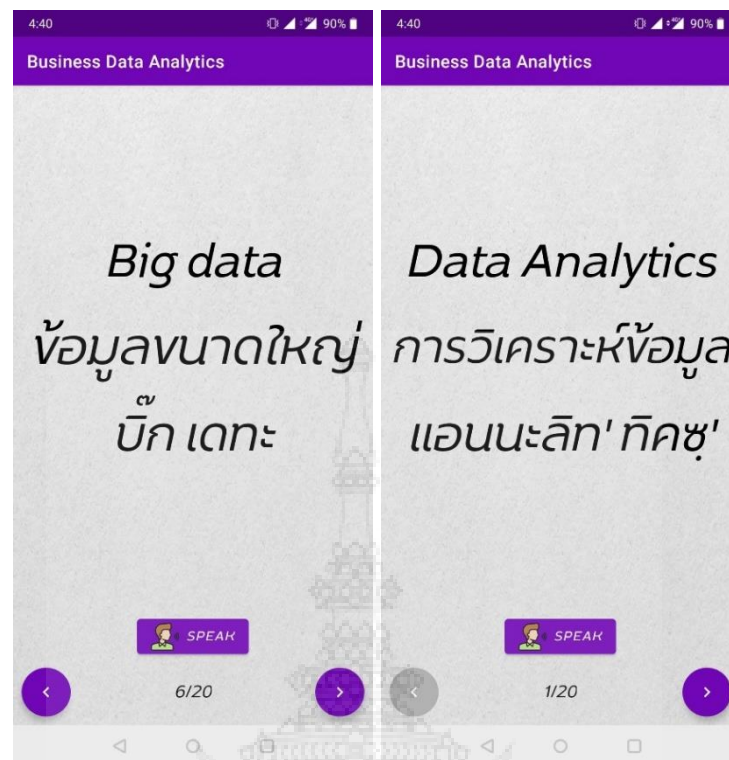 4:40
90%
Business Data Analytics
Big data
ข้อมูลขนาดใหญ่
บิ๊ก เดทะ
SPEAK
6/20
4:40
90%
Business Data Analytics
Data Analytics
การวิเคราะห์ข้อมูล
แอนนะลิท' ทิคซฺ'
SPEAK
1/20